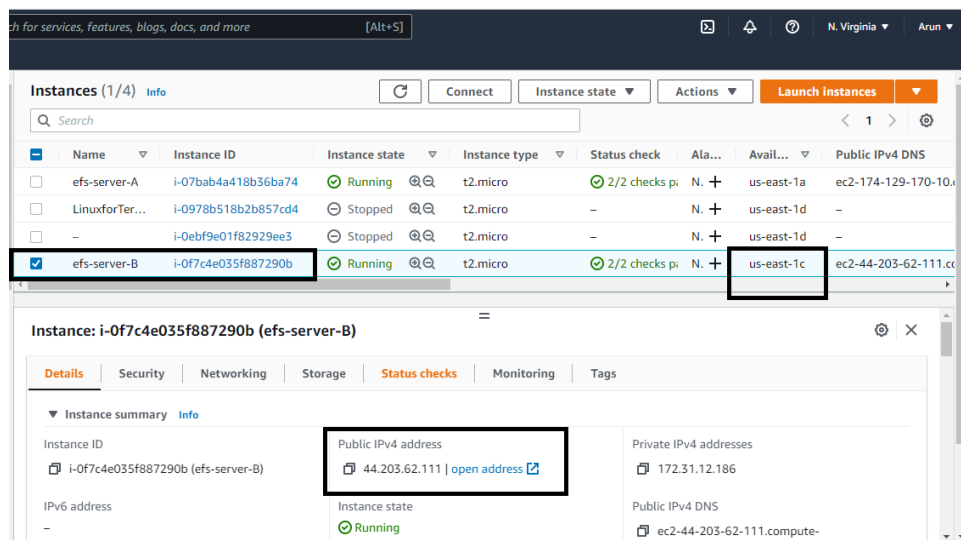 ch for services, features, blogs, docs, and more [Alt+S] N. Virginia ▼ Arun ▼
Instances (1/4) Info Connect Instance state ▼ Actions ▼ Launch instances ▼
Search 1
Name Instance ID Instance state Instance type Status check Ala... Avail... Public IPv4 DNS
efs-server-A i-07bab4a418b36ba74 Running t2.micro 2/2 checks pa N. + us-east-1a ec2-174-129-170-10.
LinuxforTer... i-0978b518b2b857cd4 Stopped t2.micro – N. + us-east-1d –
– i-0ebf9e01f82929ee3 Stopped t2.micro – N. + us-east-1d –
efs-server-B i-0f7c4e035f887290b Running t2.micro 2/2 checks pa N. + us-east-1c ec2-44-203-62-111.co
Instance: i-0f7c4e035f887290b (efs-server-B)
Details Security Networking Storage Status checks Monitoring Tags
▼ Instance summary Info
Instance ID Public IPv4 address Private IPv4 addresses
i-0f7c4e035f887290b (efs-server-B) 44.203.62.111 | open address 172.31.12.186
IPv6 address Instance state Public IPv4 DNS
– Running ec2-44-203-62-111.compute-